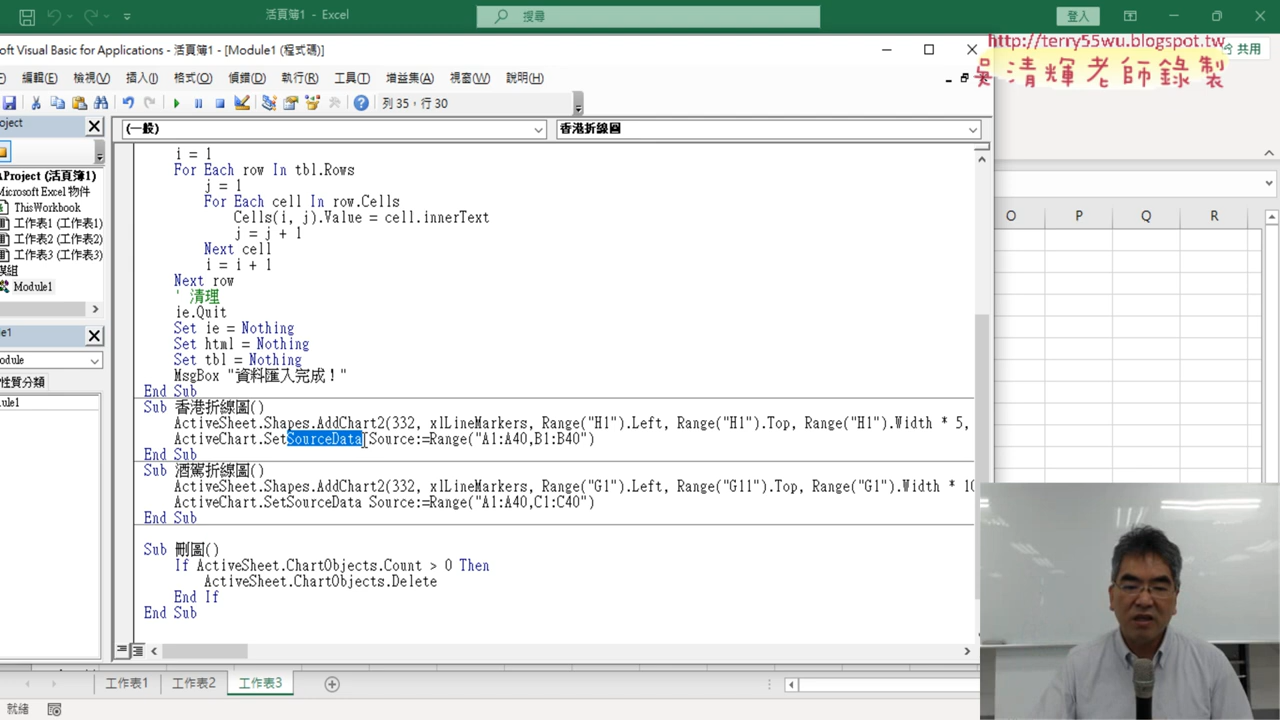 活頁簿1 - Excel
搜尋
登入
http://terry55wu.blogspot.tw
吳清輝老師錄製
共用
oft Visual Basic for Applications - 活頁簿1 - [Module1 (程式碼)]
編輯(E) 檢視(V) 插入(I) 格式(O) 偵錯(D) 執行(R) 工具(T) 增益集(A) 視窗(W) 說明(H)
列 35，行 30
roject
(一般)
香港折線圖
AProject (活頁簿1)
Microsoft Excel 物件
ThisWorkbook
工作表1 (工作表1)
工作表2 (工作表2)
工作表3 (工作表3)
模組
Module1
le1
odule
性質分類
ule1
i = 1
For Each row In tbl.Rows
j = 1
For Each cell In row.Cells
Cells(i, j).Value = cell.innerText
j = j + 1
Next cell
i = i + 1
Next row
' 清理
ie.Quit
Set ie = Nothing
Set html = Nothing
Set tbl = Nothing
MsgBox "資料匯入完成！"
End Sub
Sub 香港折線圖()
ActiveSheet.Shapes.AddChart2(332, xlLineMarkers, Range("H1").Left, Range("H1").Top, Range("H1").Width * 5,
ActiveChart.SetSourceData Source:=Range("A1:A40,B1:B40")
End Sub
Sub 酒駕折線圖()
ActiveSheet.Shapes.AddChart2(332, xlLineMarkers, Range("G1").Left, Range("G11").Top, Range("G1").Width * 10
ActiveChart.SetSourceData Source:=Range("A1:A40,C1:C40")
End Sub
Sub 刪圖()
If ActiveSheet.ChartObjects.Count > 0 Then
ActiveSheet.ChartObjects.Delete
End If
End Sub
O P Q R
工作表1 工作表2 工作表3
就緒